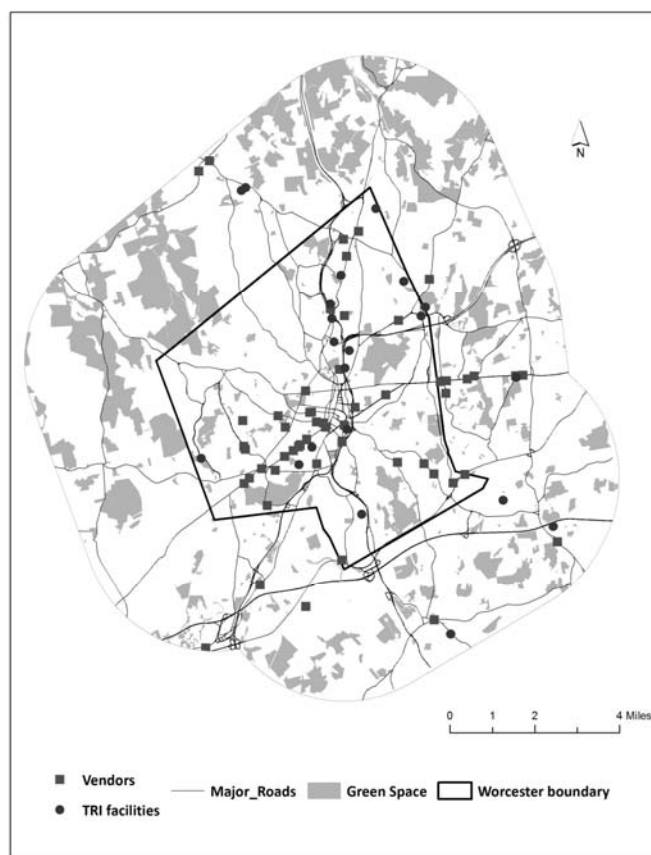 N
0 1 2 4 Miles
Vendors Major_Roads Green Space Worcester boundary
TRI facilities